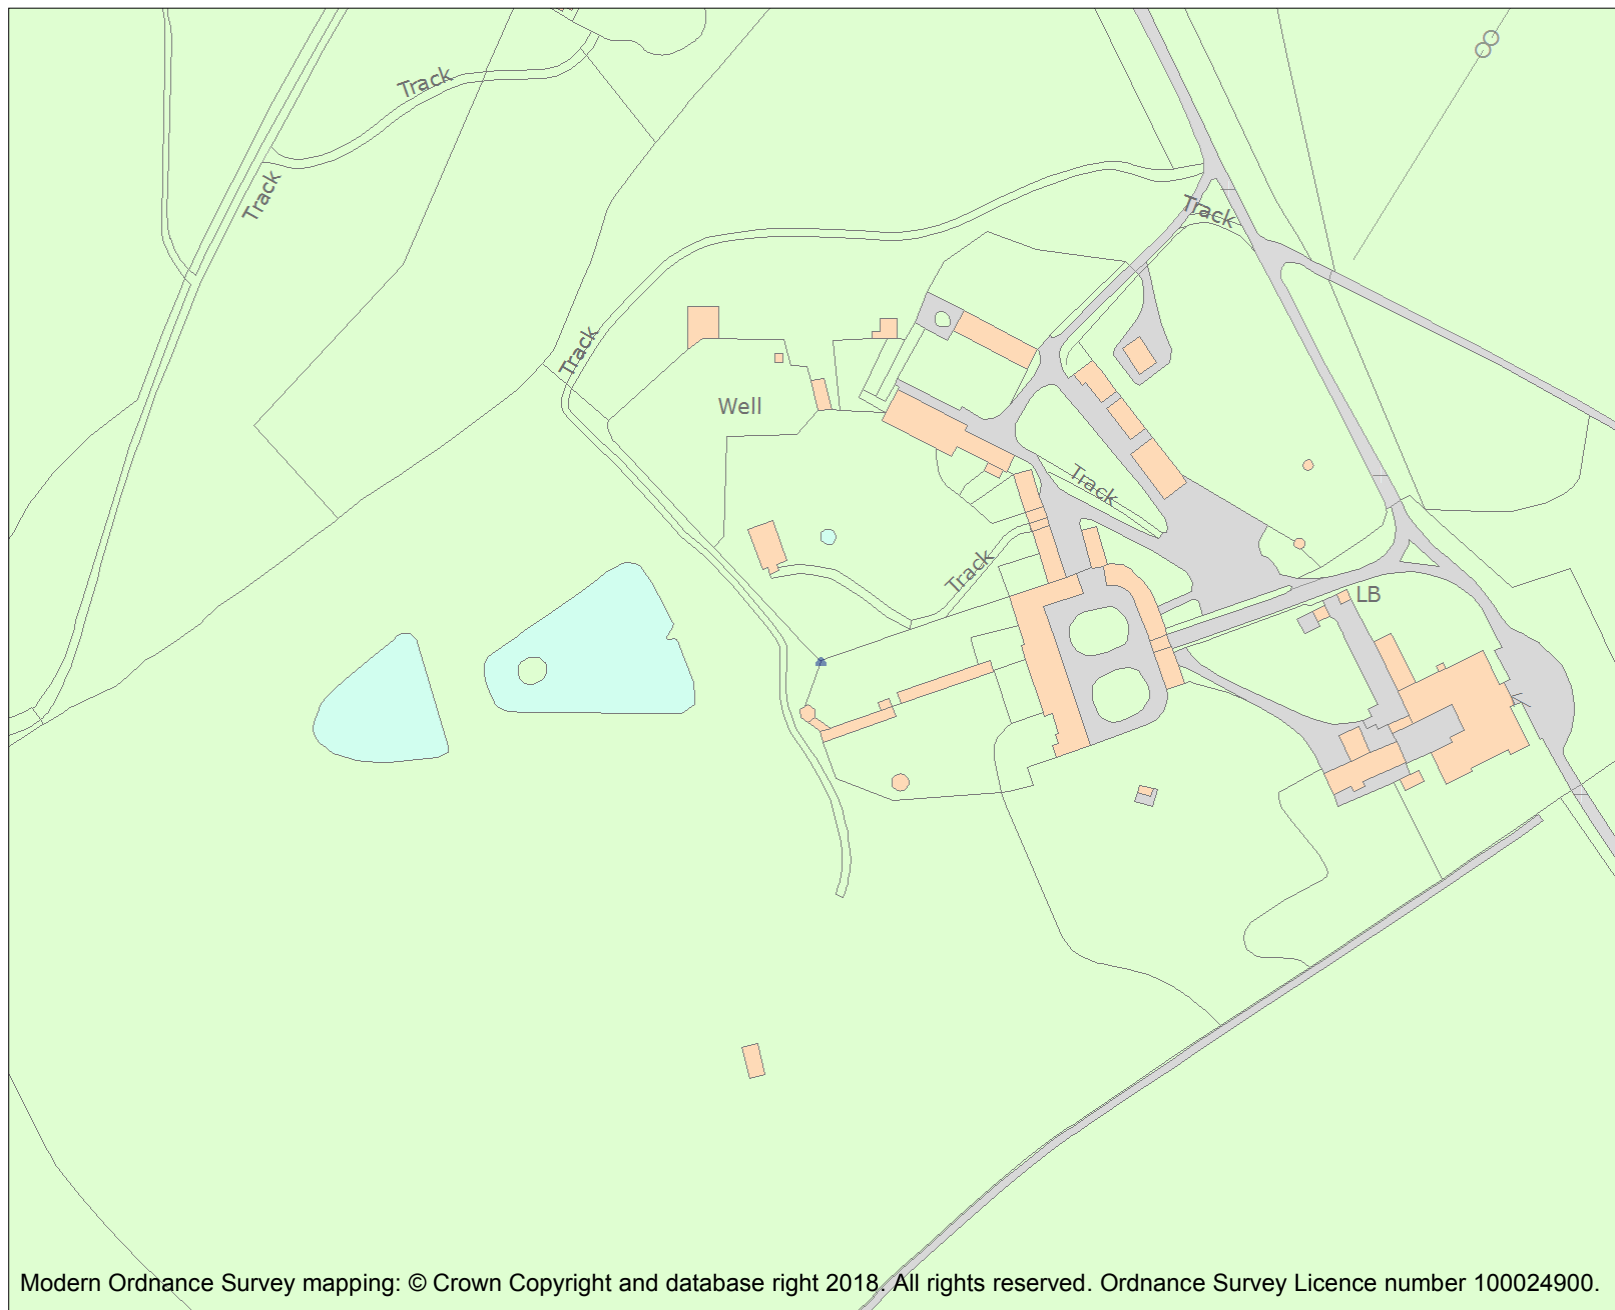 Track
Track
Track
Track
Well
Track
Track
LB
Modern Ordnance Survey mapping: © Crown Copyright and database right 2018. All rights reserved. Ordnance Survey Licence number 100024900.